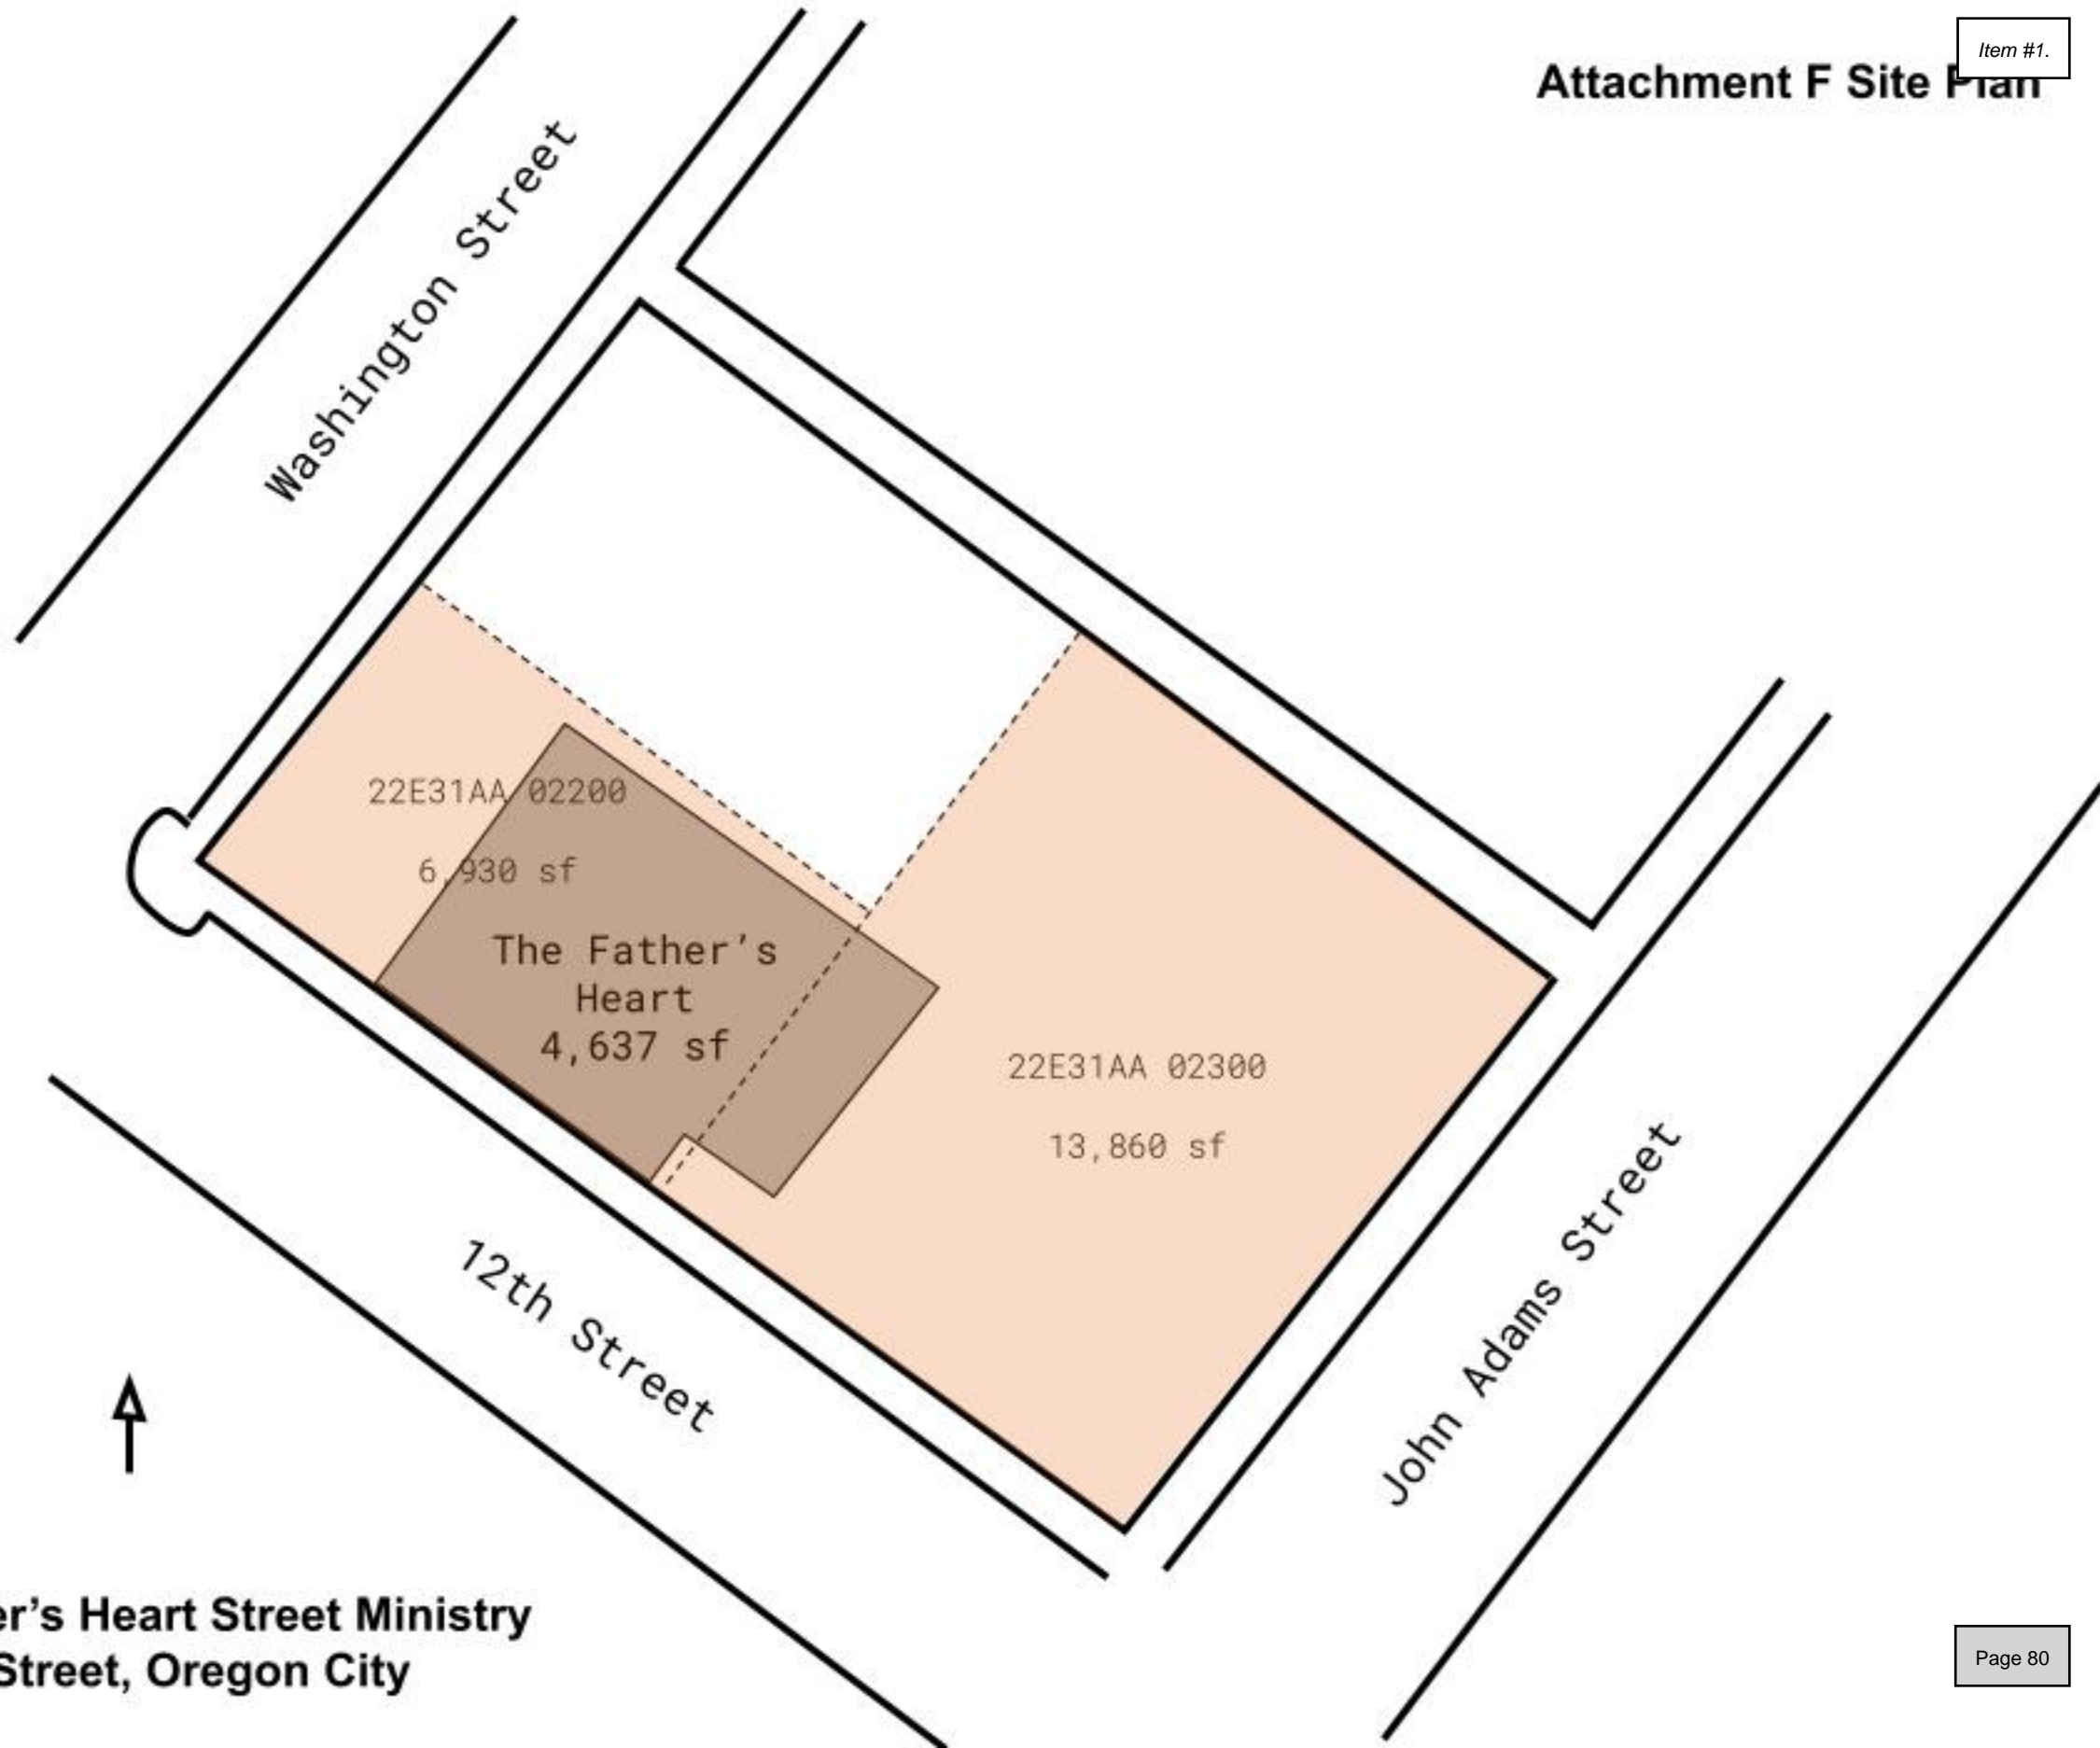 Item #1.
Attachment F Site Plan
Washington Street
22E31AA 02200
6,930 sf
The Father's
Heart
4,637 sf
22E31AA 02300
13,860 sf
John Adams Street
12th Street
er's Heart Street Ministry
Street, Oregon City
Page 80